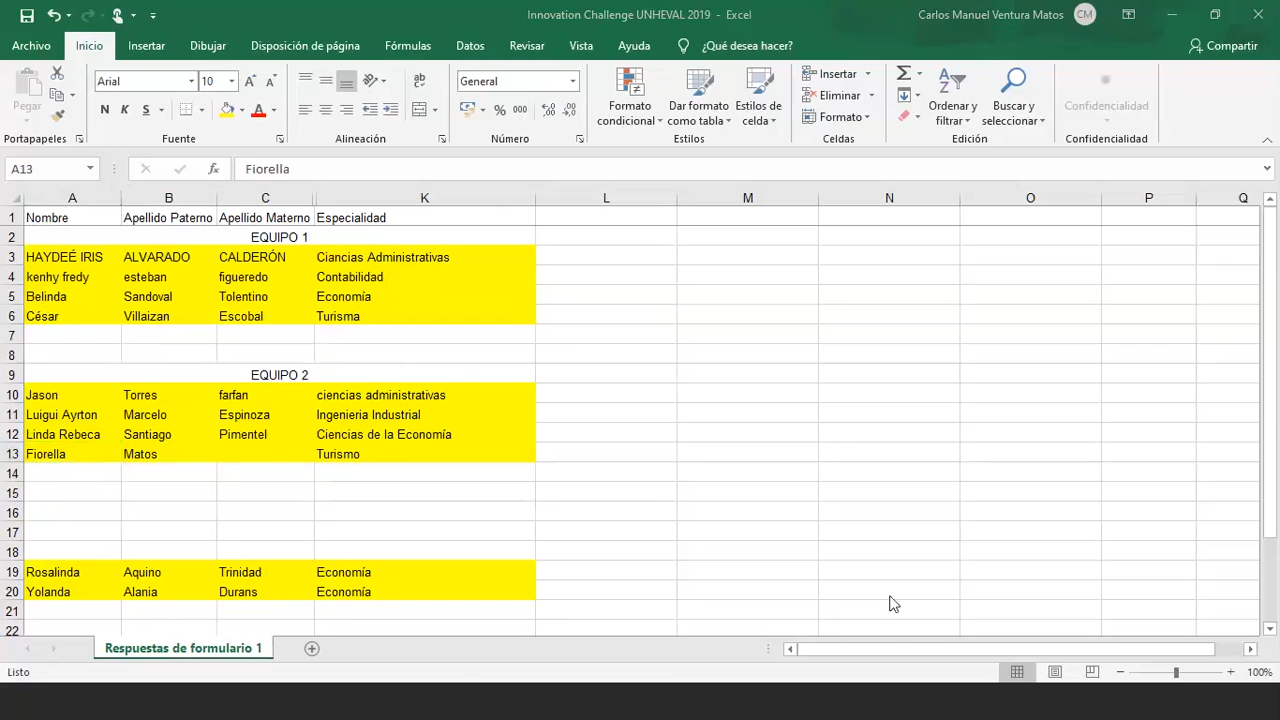 Innovation Challenge UNHEVAL 2019 - Excel
Carlos Manuel Ventura Matos CM
Archivo Inicio Insertar Dibujar Disposición de página Fórmulas Datos Revisar Vista Ayuda ¿Qué desea hacer? Compartir
Pegar
Arial 10
N K S
General
% 000
Formato condicional
Dar formato como tabla
Estilos de celda
Insertar
Eliminar
Formato
Ordenar y filtrar
Buscar y seleccionar
Confidencialidad
Portapapeles Fuente Alineación Número Estilos Celdas Edición Confidencialidad
A13 fx Fiorella
A B C K L M N O P Q
1 Nombre Apellido Paterno Apellido Materno Especialidad
2 EQUIPO 1
3 HAYDEÉ IRIS ALVARADO CALDERÓN Ciancias Administrativas
4 kenhy fredy esteban figueredo Contabilidad
5 Belinda Sandoval Tolentino Economía
6 César Villaizan Escobal Turisma
7
8
9 EQUIPO 2
10 Jason Torres farfan ciencias administrativas
11 Luigui Ayrton Marcelo Espinoza Ingenieria Industrial
12 Linda Rebeca Santiago Pimentel Ciencias de la Economía
13 Fiorella Matos Turismo
14
15
16
17
18
19 Rosalinda Aquino Trinidad Economía
20 Yolanda Alania Durans Economía
21
22
Respuestas de formulario 1
Listo 100%